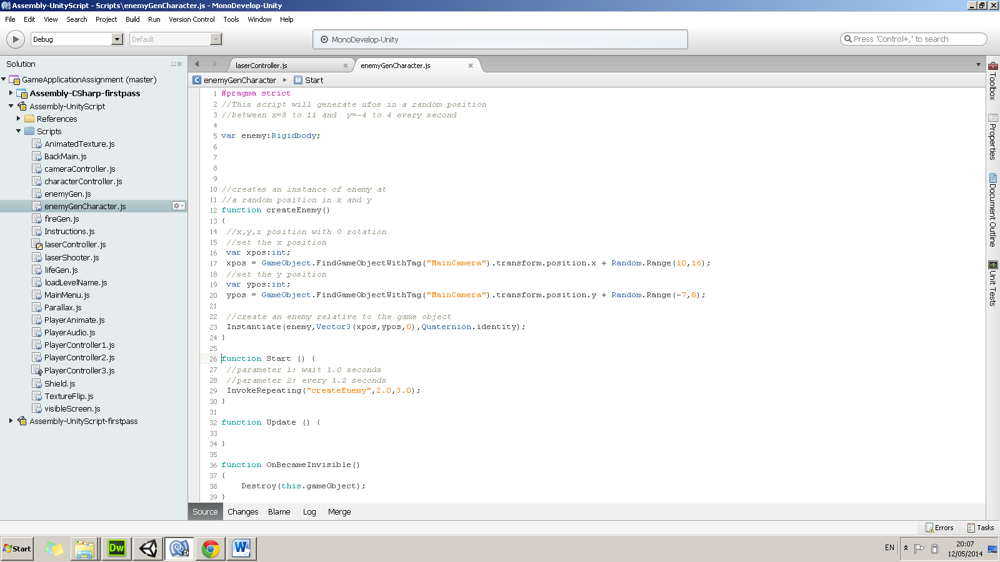 Assembly-UnityScript - Scripts\enemyGenCharacter.js - MonoDevelop-Unity
File Edit View Search Project Build Run Version Control Tools Window Help
Debug Default MonoDevelop-Unity Press 'Control+,' to search
Solution
GameApplicationAssignment (master)
Assembly-CSharp-firstpass
Assembly-UnityScript
References
Scripts
AnimatedTexture.js
BackMain.js
cameraController.js
characterController.js
enemyGen.js
enemyGenCharacter.js
fireGen.js
Instructions.js
laserController.js
laserShooter.js
lifeGen.js
loadLevelName.js
MainMenu.js
Parallax.js
PlayerAnimate.js
PlayerAudio.js
PlayerController1.js
PlayerController2.js
PlayerController3.js
Shield.js
TextureFlip.js
visibleScreen.js
Assembly-UnityScript-firstpass
laserController.js enemyGenCharacter.js
C enemyGenCharacter M Start
1 #pragma strict
2 //This script will generate ufos in a random position
3 //between x=8 to 11 and  y=-4 to 4 every second
4
5 var enemy:Rigidbody;
6
7
8
9
10 //creates an instance of enemy at
11 //a random position in x and y
12 function createEnemy()
13 {
14  //x,y,z position with 0 rotation
15  //set the x position
16  var xpos:int;
17  xpos = GameObject.FindGameObjectWithTag("MainCamera").transform.position.x + Random.Range(10,16);
18  //set the y position
19  var ypos:int;
20  ypos = GameObject.FindGameObjectWithTag("MainCamera").transform.position.y + Random.Range(-7,8);
21
22  //create an enemy relative to the game object
23  Instantiate(enemy,Vector3(xpos,ypos,0),Quaternion.identity);
24 }
25
26 function Start () {
27  //parameter 1: wait 1.0 seconds
28  //parameter 2: every 1.2 seconds
29  InvokeRepeating("createEnemy",2.0,3.0);
30 }
31
32 function Update () {
33
34 }
35
36 function OnBecameInvisible()
37 {
38     Destroy(this.gameObject);
39 }
Source Changes Blame Log Merge
Toolbox
Properties
Document Outline
Unit Tests
Errors Tasks
Start Dw W EN 20:07
12/05/2014